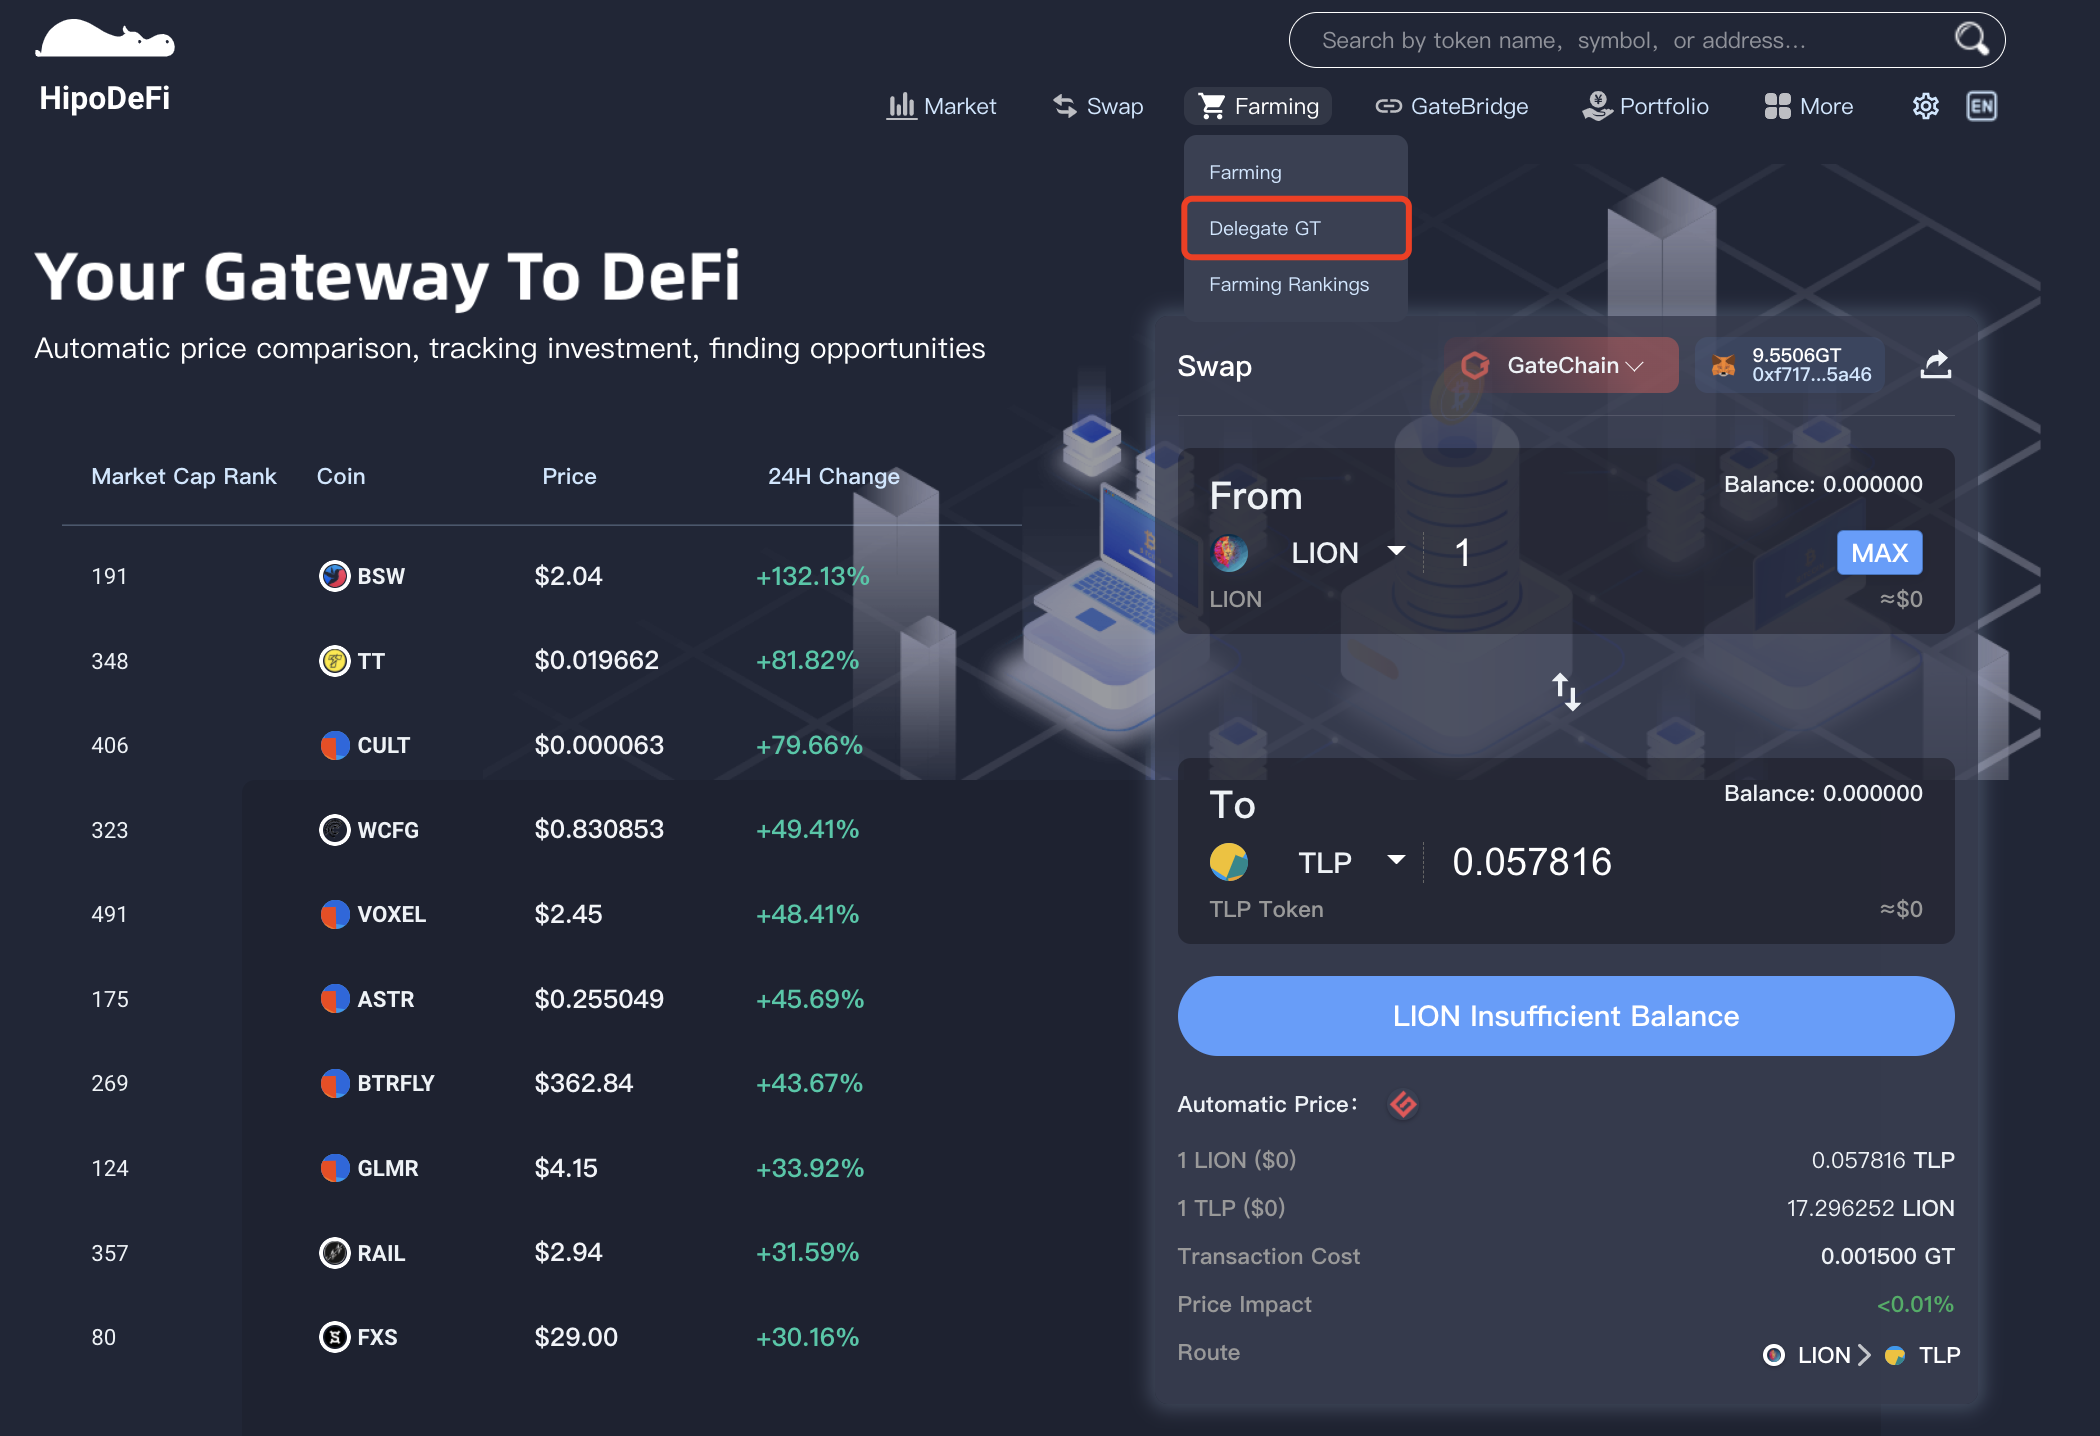 HipoDeFi
Search by token name, symbol, or address...
Market
Swap
Farming
GateBridge
Portfolio
More
EN
Farming
Delegate GT
Farming Rankings
Your Gateway To DeFi
Automatic price comparison, tracking investment, finding opportunities
Market Cap Rank Coin Price 24H Change
191 BSW $2.04 +132.13%
348 TT $0.019662 +81.82%
406 CULT $0.000063 +79.66%
323 WCFG $0.830853 +49.41%
491 VOXEL $2.45 +48.41%
175 ASTR $0.255049 +45.69%
269 BTRFLY $362.84 +43.67%
124 GLMR $4.15 +33.92%
357 RAIL $2.94 +31.59%
80 FXS $29.00 +30.16%
Swap
GateChain
9.5506GT
0xf717...5a46
From
Balance: 0.000000
LION 1
MAX
LION
≈$0
To
Balance: 0.000000
TLP 0.057816
TLP Token
≈$0
LION Insufficient Balance
Automatic Price:
1 LION ($0) 0.057816 TLP
1 TLP ($0) 17.296252 LION
Transaction Cost 0.001500 GT
Price Impact <0.01%
Route LION > TLP